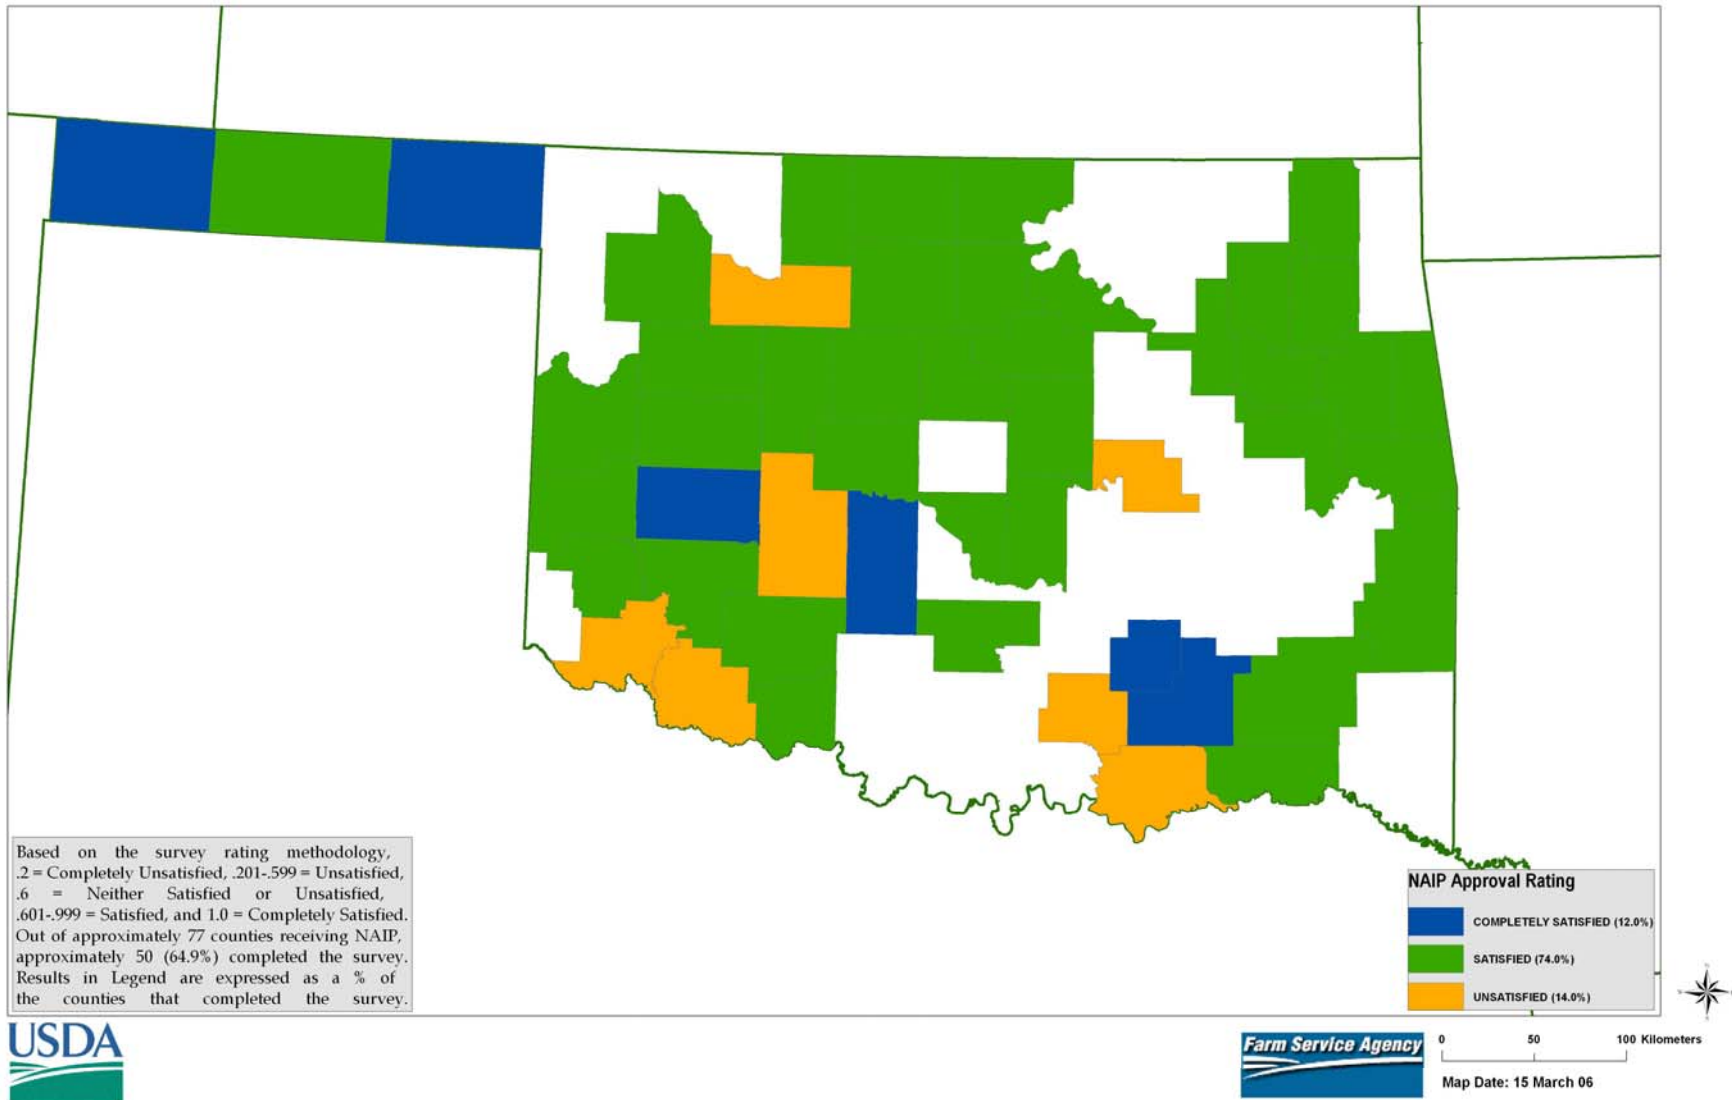 Based on the survey rating methodology,
.2 = Completely Unsatisfied, .201-.599 = Unsatisfied,
.6 = Neither Satisfied or Unsatisfied,
.601-.999 = Satisfied, and 1.0 = Completely Satisfied.
Out of approximately 77 counties receiving NAIP,
approximately 50 (64.9%) completed the survey.
Results in Legend are expressed as a % of
the counties that completed the survey.
NAIP Approval Rating
COMPLETELY SATISFIED (12.0%)
SATISFIED (74.0%)
UNSATISFIED (14.0%)
USDA
Farm Service Agency
0 50 100 Kilometers
Map Date: 15 March 06